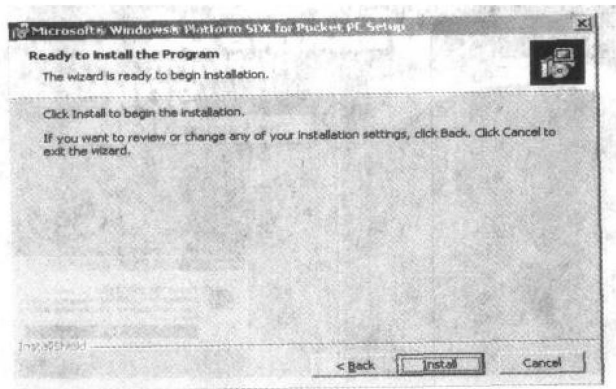 Microsoft® Windows® Platform SDK for Pocket PC Setup
Ready to Install the Program
The wizard is ready to begin installation.
Click Install to begin the installation.
If you want to review or change any of your installation settings, click Back. Click Cancel to
exit the wizard.
InstallShield
< Back Install Cancel